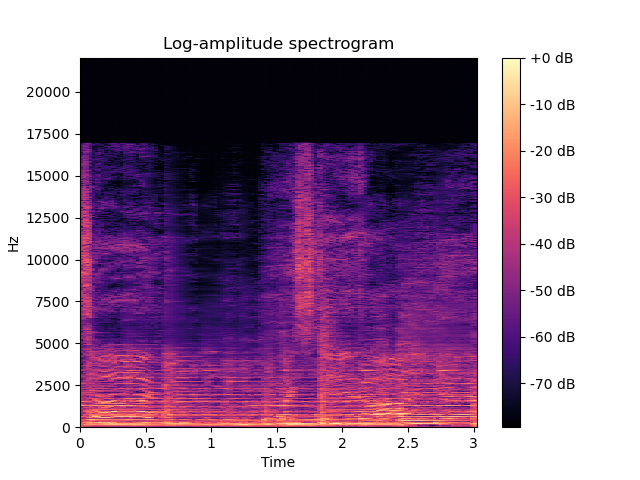 Log-amplitude spectrogram
Hz
20000
17500
15000
12500
10000
7500
5000
2500
0
0 0.5 1 1.5 2 2.5 3
Time
+0 dB
-10 dB
-20 dB
-30 dB
-40 dB
-50 dB
-60 dB
-70 dB